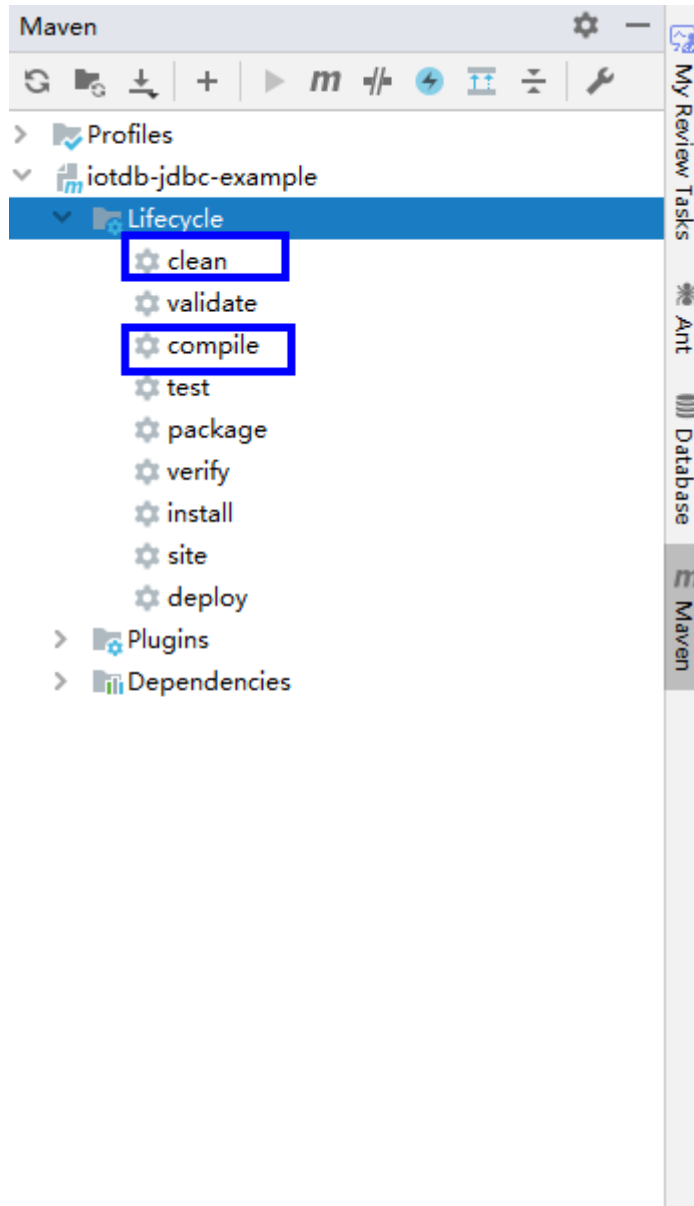 Maven
m
Profiles
iotdb-jdbc-example
Lifecycle
clean
validate
compile
test
package
verify
install
site
deploy
Plugins
Dependencies
My Review Tasks
Ant
Database
m Maven